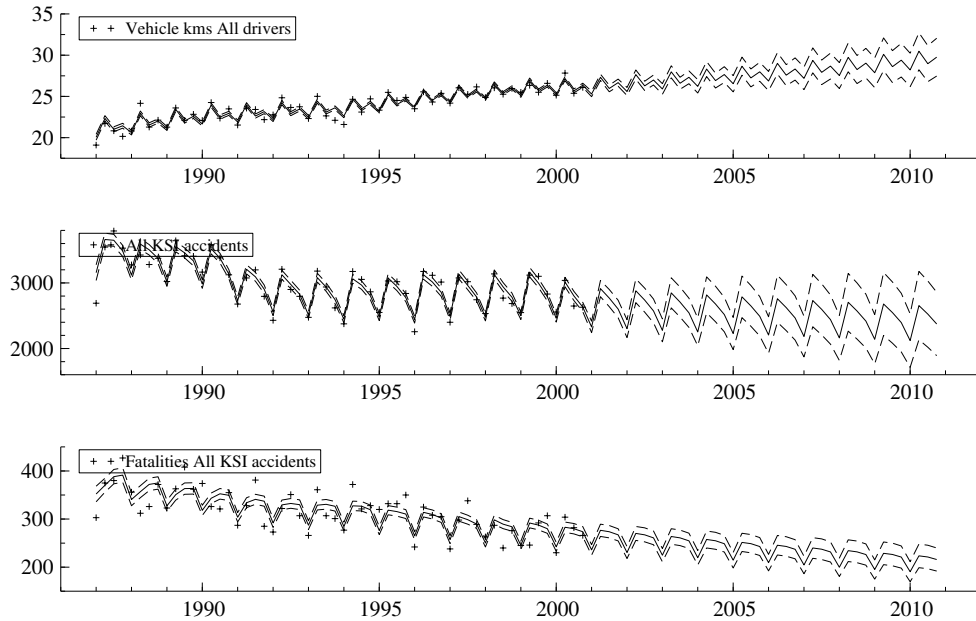 35
+ + Vehicle kms All drivers
30
25
20
1990 1995 2000 2005 2010
+ + All KSI accidents
3000
2000
1990 1995 2000 2005 2010
+ + Fatalities All KSI accidents
400
300
200
1990 1995 2000 2005 2010